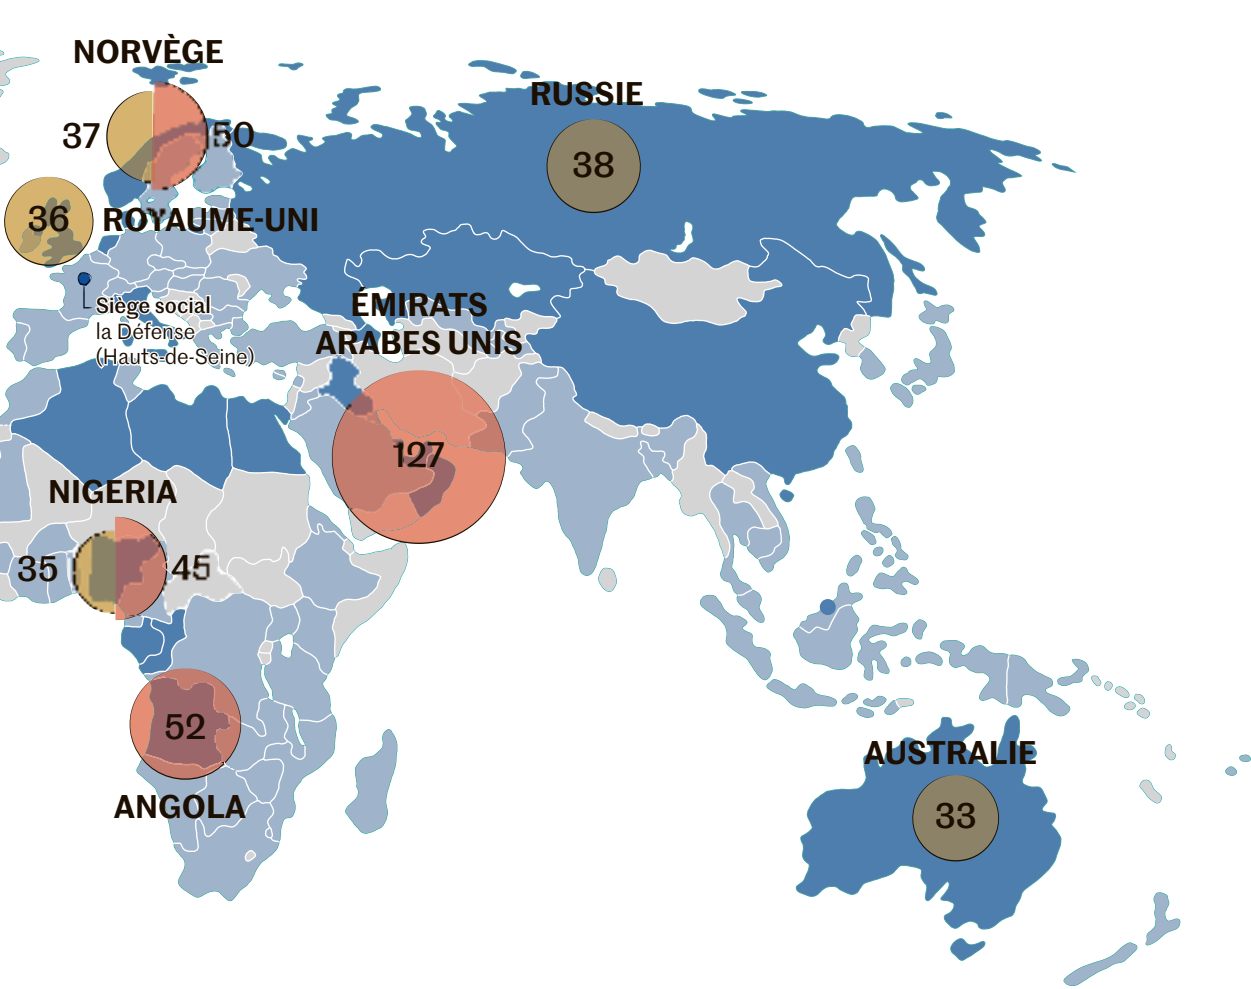 NORVÈGE
37
50
RUSSIE
38
36
ROYAUME-UNI
Siège social
la Défense
(Hauts-de-Seine)
ÉMIRATS
ARABES UNIS
127
NIGERIA
35
45
52
ANGOLA
AUSTRALIE
33